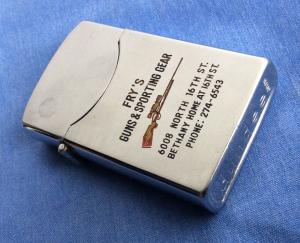 FRY'S
GUNS & SPORTING GEAR
6008 NORTH 16TH ST.
BETHANY HOME AT 16TH ST.
PHONE: 274-6543